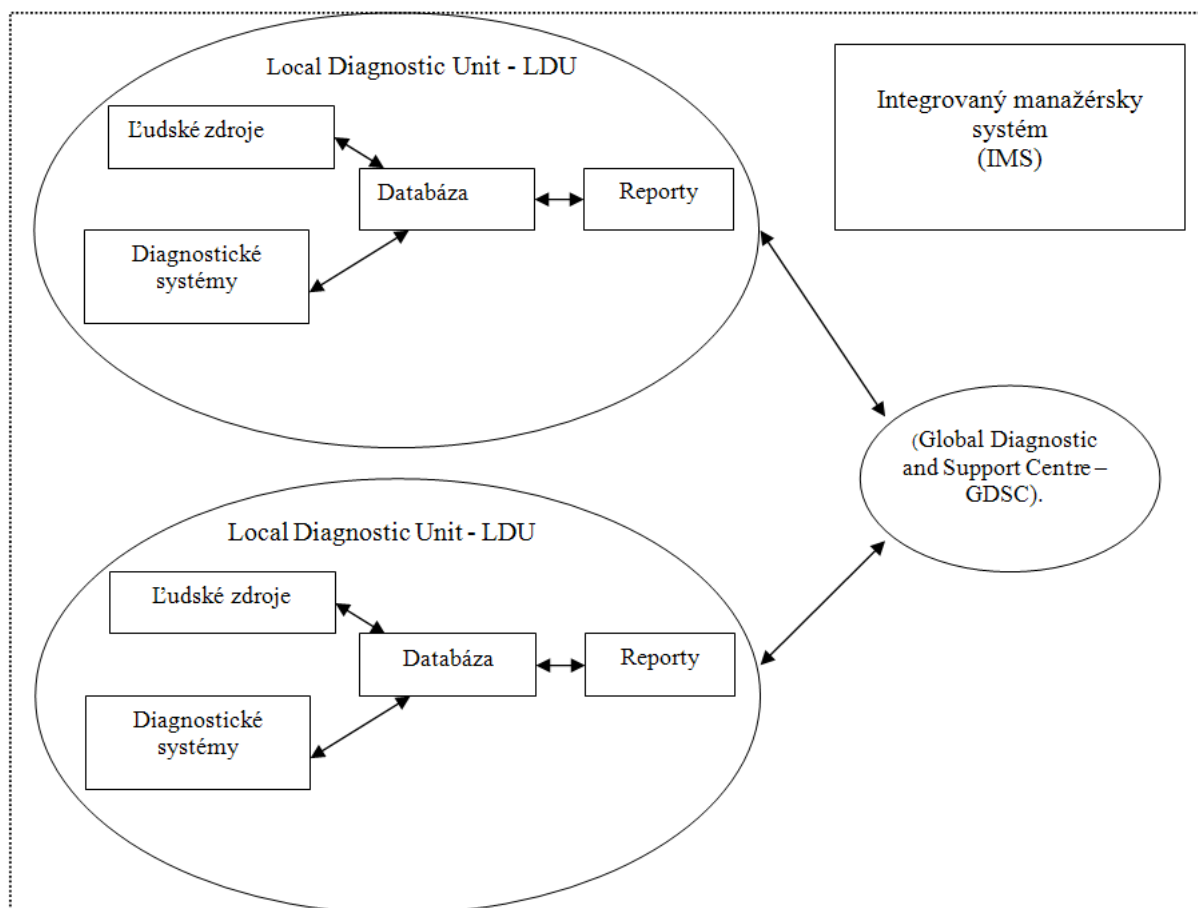 Local Diagnostic Unit - LDU
Ľudské zdroje
Databáza
Reporty
Diagnostické
systémy
Integrovaný manažérsky
systém
(IMS)
(Global Diagnostic
and Support Centre –
GDSC).
Local Diagnostic Unit - LDU
Ľudské zdroje
Databáza
Reporty
Diagnostické
systémy